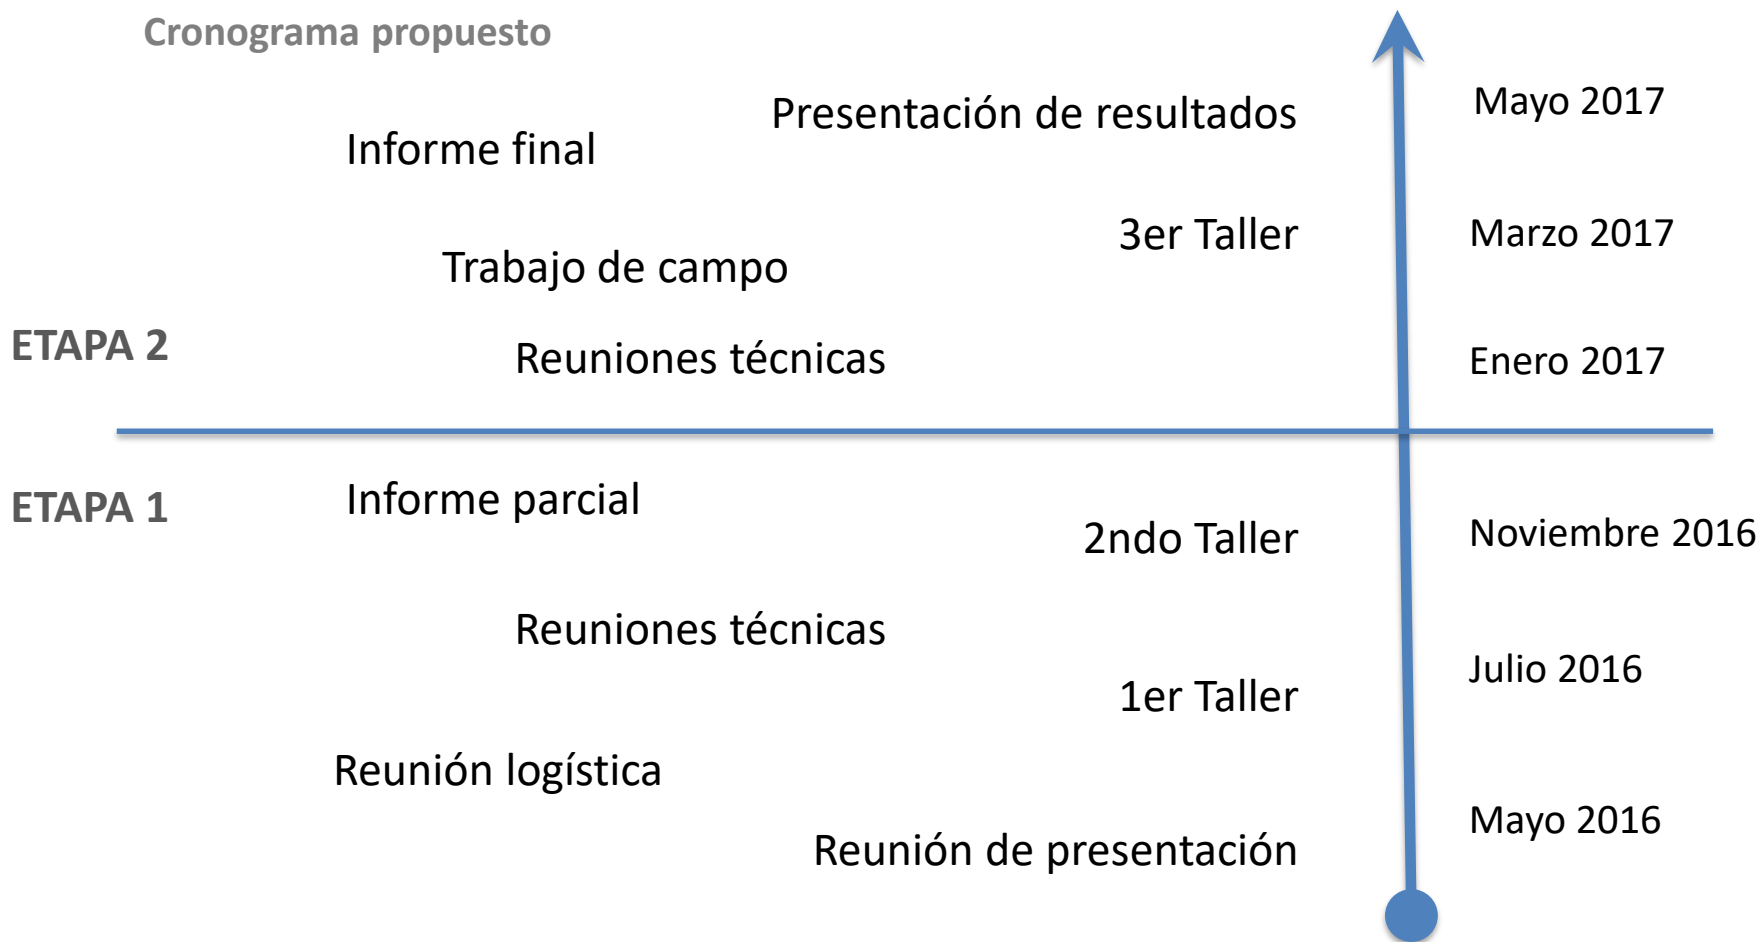 Cronograma propuesto
Presentación de resultados
Mayo 2017
Informe final
3er Taller
Marzo 2017
Trabajo de campo
ETAPA 2
Reuniones técnicas
Enero 2017
ETAPA 1
Informe parcial
2ndo Taller
Noviembre 2016
Reuniones técnicas
1er Taller
Julio 2016
Reunión logística
Mayo 2016
Reunión de presentación